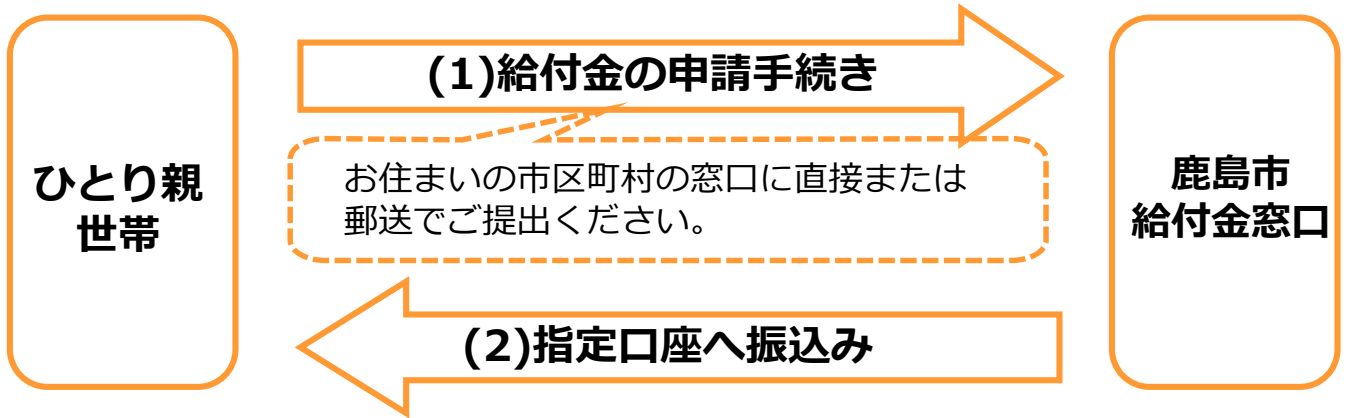 (1)給付金の申請手続き
ひとり親
世帯
お住まいの市区町村の窓口に直接または
郵送でご提出ください。
鹿島市
給付金窓口
(2)指定口座へ振込み